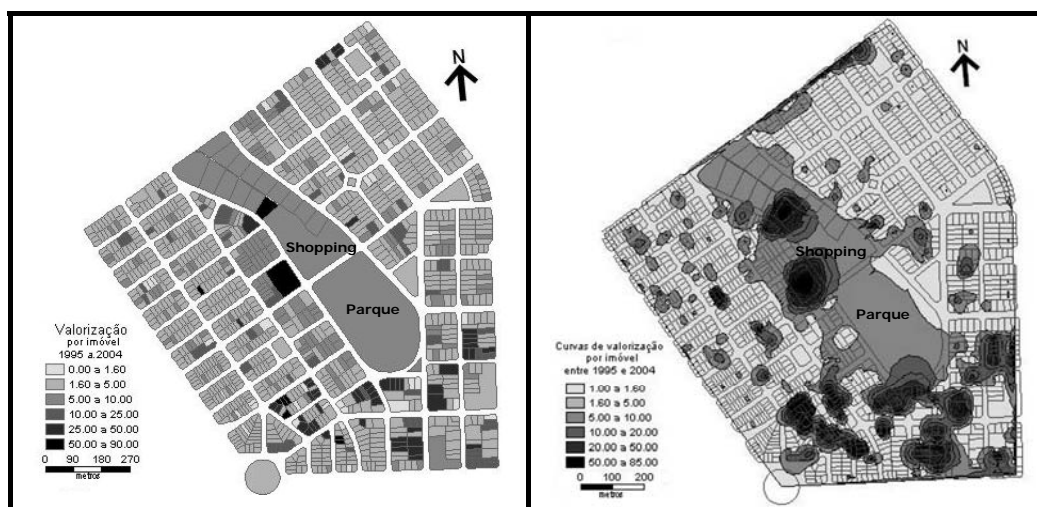 N
Shopping
Parque
Valorização
por imóvel
1995 a 2004
0.00 a 1.60
1.60 a 5.00
5.00 a 10.00
10.00 a 25.00
25.00 a 50.00
50.00 a 90.00
0 90 180 270
metros
N
Shopping
Parque
Curvas de valorização
por imóvel
entre 1995 e 2004
1.00 a 1.60
1.60 a 5.00
5.00 a 10.00
10.00 a 20.00
20.00 a 50.00
50.00 a 85.00
0 100 200
metros